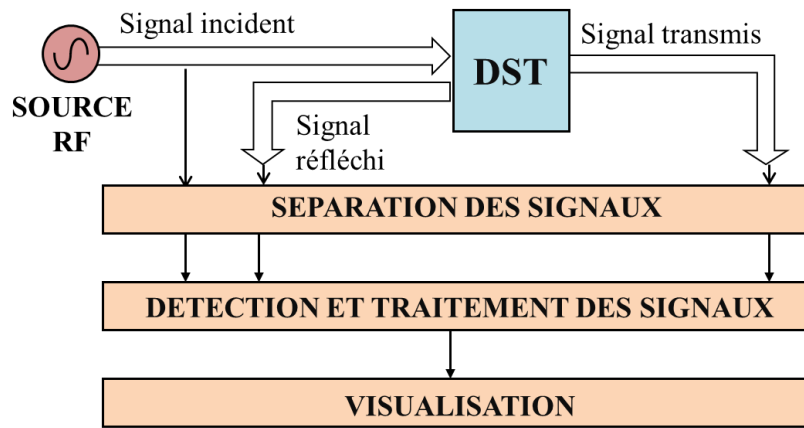 Signal incident
Signal transmis
DST
SOURCE
RF
Signal
réfléchi
SEPARATION DES SIGNAUX
DETECTION ET TRAITEMENT DES SIGNAUX
VISUALISATION